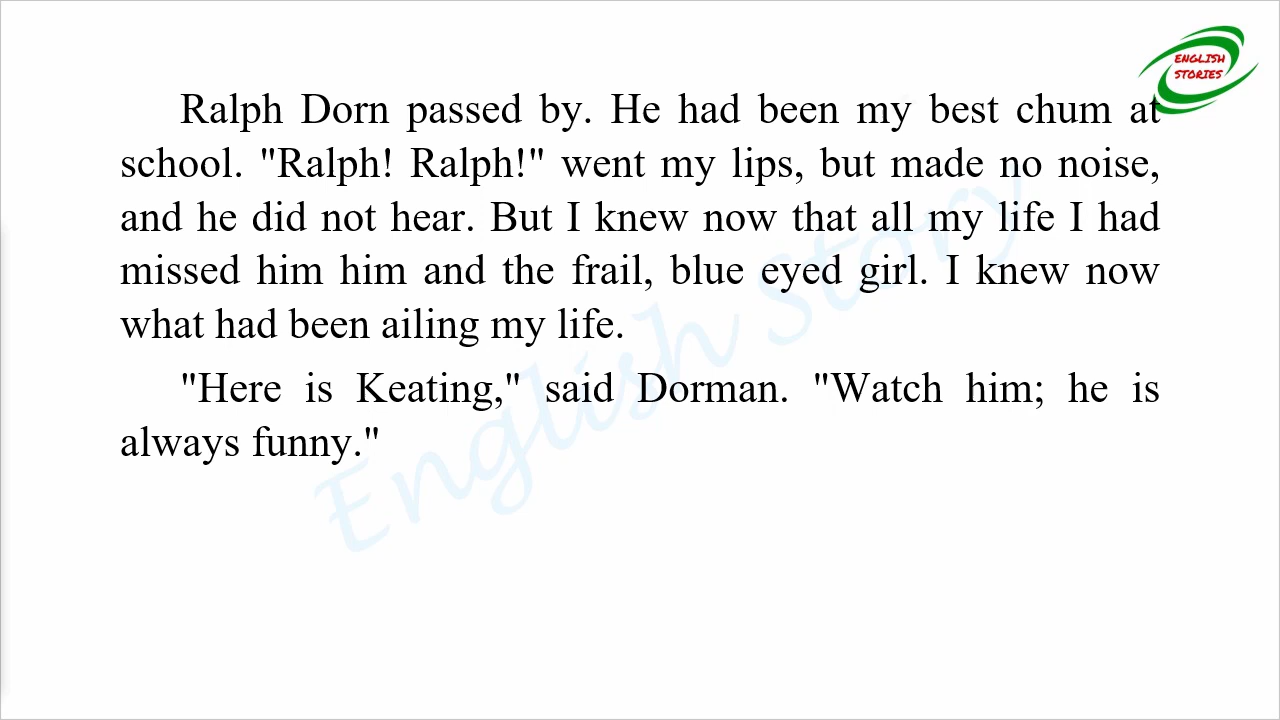 ENGLISH
STORIES
Ralph Dorn passed by. He had been my best chum at
school. "Ralph! Ralph!" went my lips, but made no noise,
and he did not hear. But I knew now that all my life I had
missed him him and the frail, blue eyed girl. I knew now
what had been ailing my life.
"Here is Keating," said Dorman. "Watch him; he is
always funny."
English Story